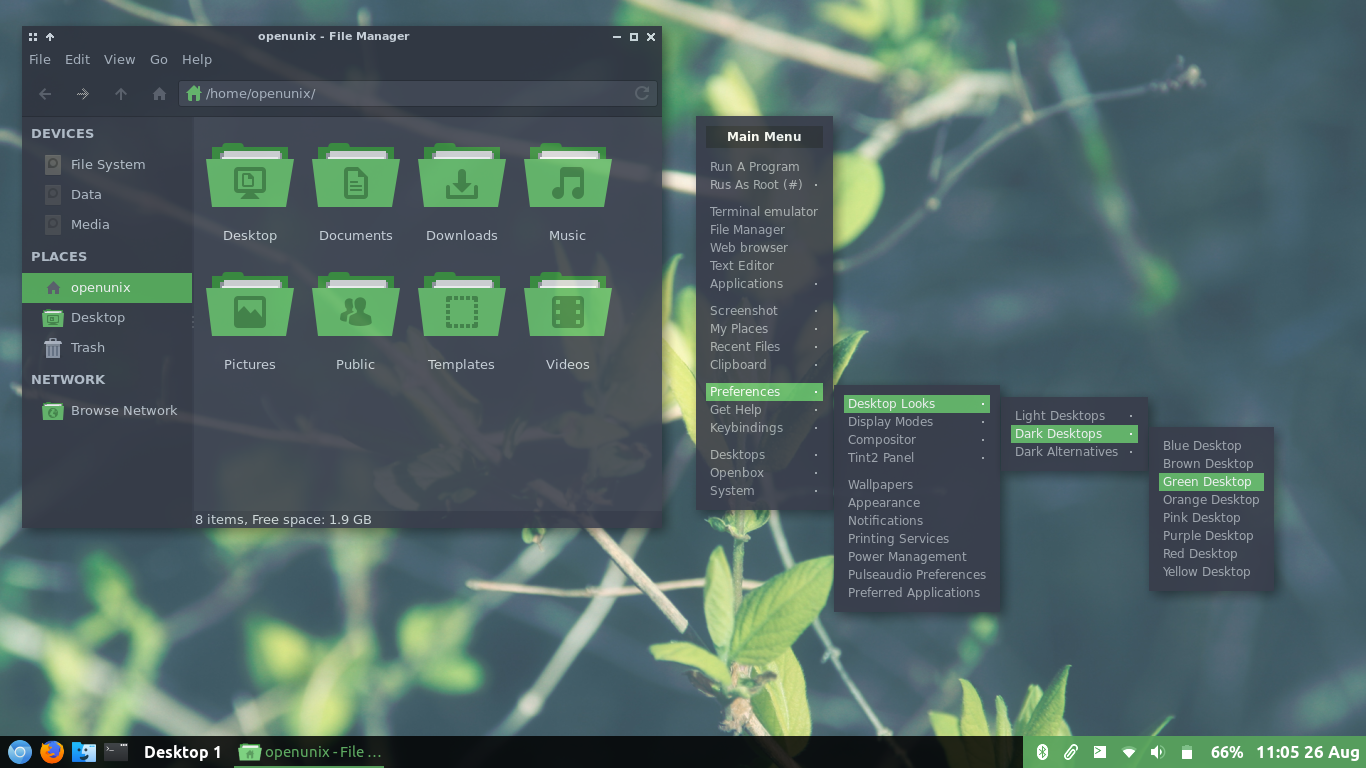 openunix - File Manager
File Edit View Go Help
/home/openunix/
DEVICES
File System
Data
Media
PLACES
openunix
Desktop
Trash
NETWORK
Browse Network
Desktop Documents Downloads Music
Pictures Public Templates Videos
8 items, Free space: 1.9 GB
Main Menu
Run A Program
Rus As Root (#)
Terminal emulator
File Manager
Web browser
Text Editor
Applications
Screenshot
My Places
Recent Files
Clipboard
Preferences
Get Help
Keybindings
Desktops
Openbox
System
Desktop Looks
Display Modes
Compositor
Tint2 Panel
Wallpapers
Appearance
Notifications
Printing Services
Power Management
Pulseaudio Preferences
Preferred Applications
Light Desktops
Dark Desktops
Dark Alternatives
Blue Desktop
Brown Desktop
Green Desktop
Orange Desktop
Pink Desktop
Purple Desktop
Red Desktop
Yellow Desktop
Desktop 1 openunix - File ... 66% 11:05 26 Aug